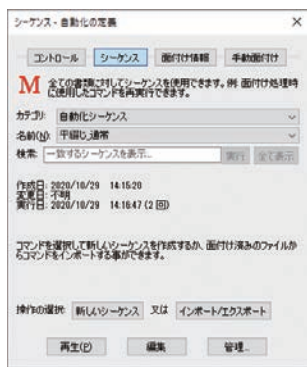 シーケンス - 自動化の定義
コントロール シーケンス 面付け情報 手動面付け
M 全ての書類に対してシーケンスを使用できます。例: 面付け処理時
に使用したコマンドを再実行できます。
カテゴリ: 自動化シーケンス
名前(N): 平綴じ_通常
検索: 一致するシーケンスを表示... 実行 全て表示
作成日: 2020/10/29 14:15:20
変更日: 不明
実行日: 2020/10/29 14:16:47 (2 回)
コマンドを選択して新しいシーケンスを作成するか、面付け済みのファイルか
らコマンドをインポートする事ができます。
操作の選択: 新しいシーケンス 又は インポート/エクスポート
再生(P) 編集 管理...